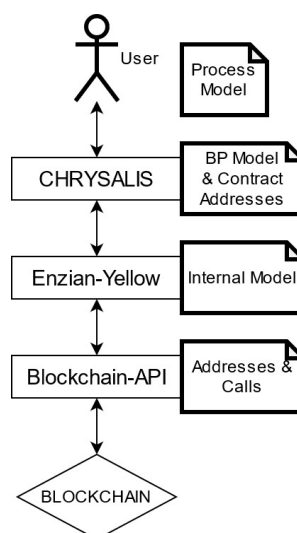 User
Process
Model
CHRYSALIS
BP Model
& Contract
Addresses
Enzian-Yellow
Internal Model
Blockchain-API
Addresses &
Calls
BLOCKCHAIN